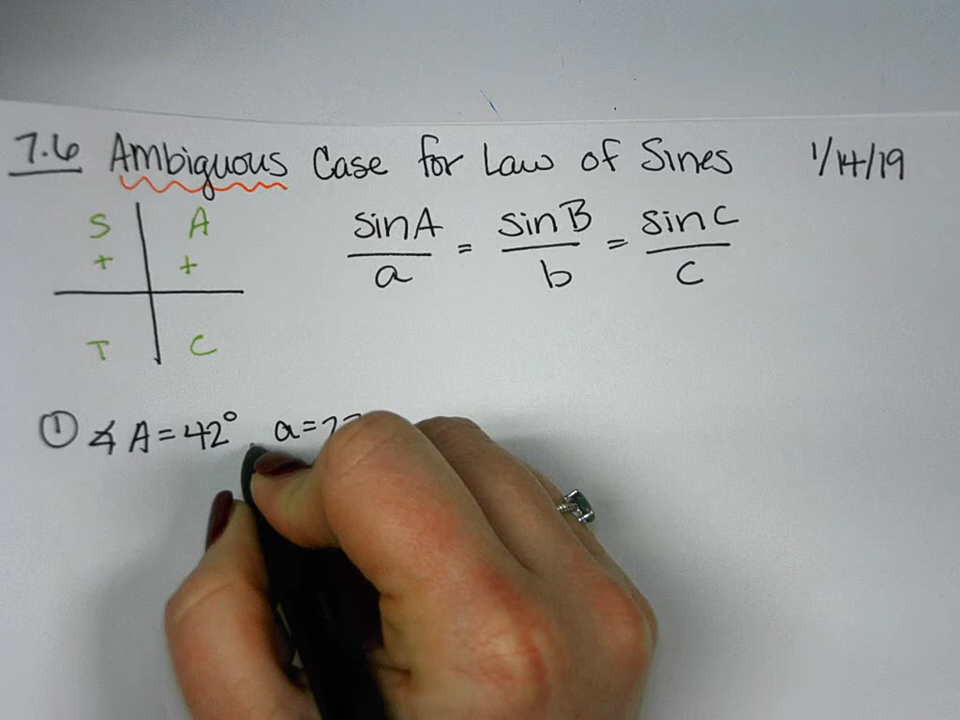 7.6 Ambiguous Case for Law of Sines 1/14/19
S A
+ +
T C
sinA / a = sinB / b = sinC / c
① ∡ A = 42° a =